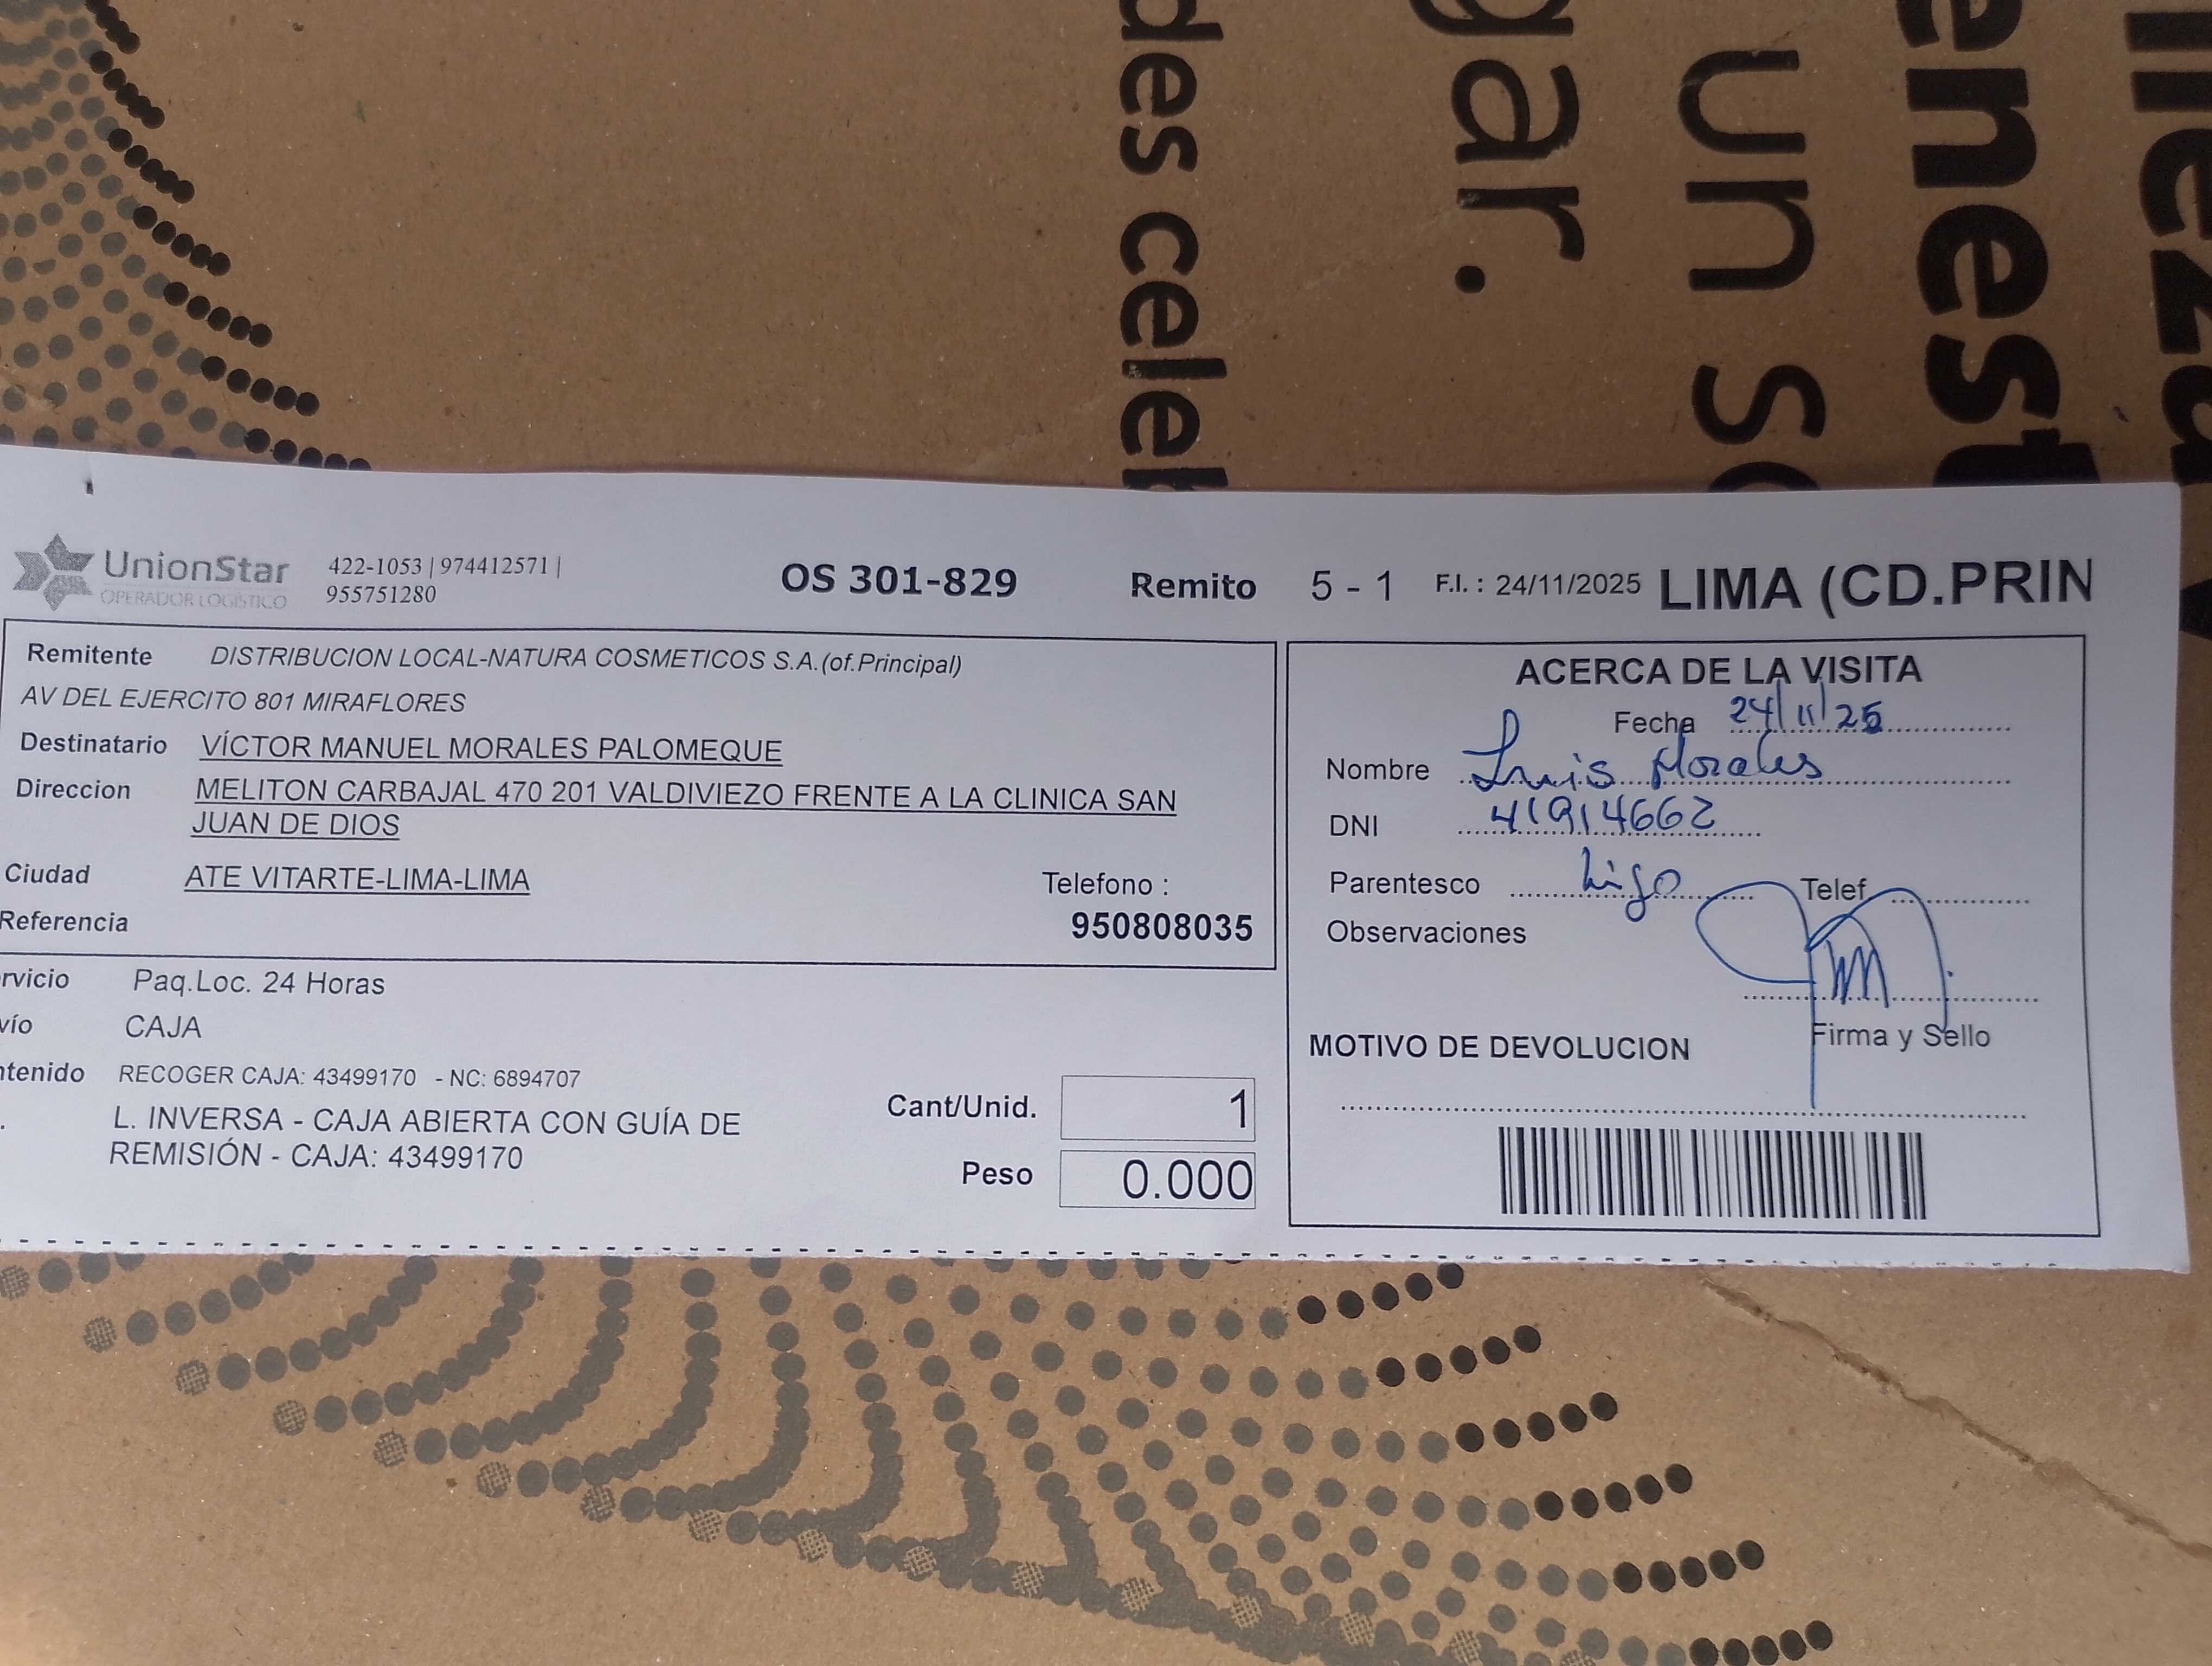 des celeb
gar.
un so
enest
lleza
UnionStar
OPERADOR LOGÍSTICO
422-1053 | 974412571 |
955751280
OS 301-829
Remito 5 - 1 F.I. : 24/11/2025 LIMA (CD.PRIN
Remitente DISTRIBUCION LOCAL-NATURA COSMETICOS S.A.(of.Principal)
AV DEL EJERCITO 801 MIRAFLORES
Destinatario VÍCTOR MANUEL MORALES PALOMEQUE
Direccion MELITON CARBAJAL 470 201 VALDIVIEZO FRENTE A LA CLINICA SAN
JUAN DE DIOS
Ciudad ATE VITARTE-LIMA-LIMA
Telefono :
950808035
Referencia
rvicio Paq.Loc. 24 Horas
vío CAJA
ntenido RECOGER CAJA: 43499170 - NC: 6894707
L. INVERSA - CAJA ABIERTA CON GUÍA DE
REMISIÓN - CAJA: 43499170
Cant/Unid. 1
Peso 0.000
ACERCA DE LA VISITA
Fecha 24/11/25
Nombre Luis Morales
DNI 41914662
Parentesco hijo Telef
Observaciones
Firma y Sello
MOTIVO DE DEVOLUCION